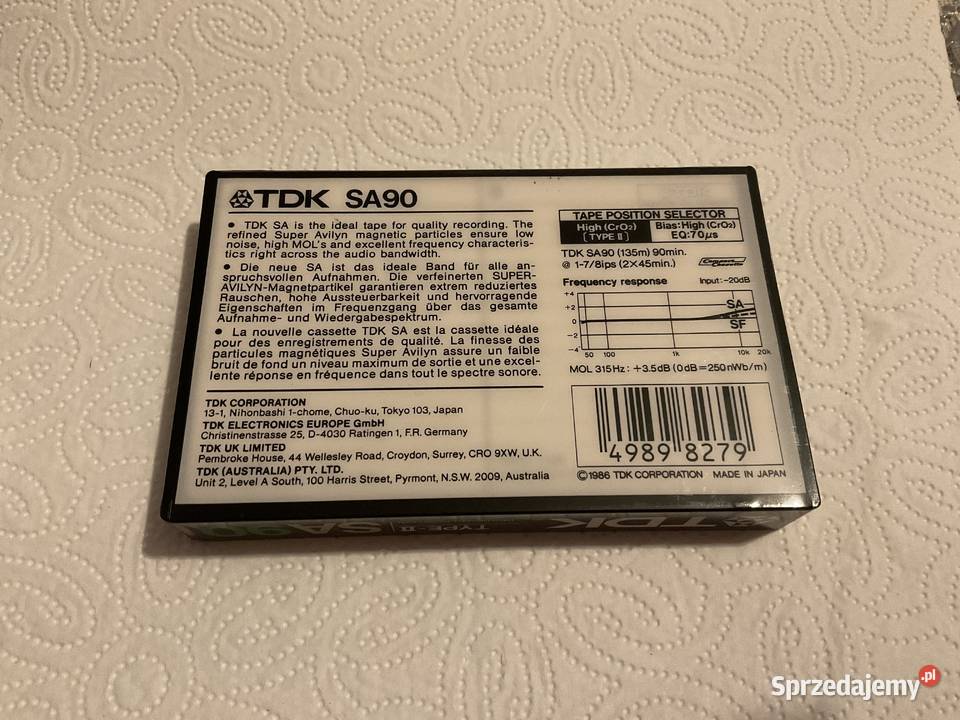 TDK SA90
• TDK SA is the ideal tape for quality recording. The
refined Super Avilyn magnetic particles ensure low
noise, high MOL's and excellent frequency characteris-
tics right across the audio bandwidth.
• Die neue SA ist das ideale Band für alle an-
spruchsvollen Aufnahmen. Die verfeinerten SUPER-
AVILYN-Magnetpartikel garantieren extrem reduziertes
Rauschen, hohe Aussteuerbarkeit und hervorragende
Eigenschaften im Frequenzgang über das gesamte
Aufnahme- und Wiedergabespektrum.
• La nouvelle cassette TDK SA est la cassette idéale
pour des enregistrements de qualité. La finesse des
particules magnétiques Super Avilyn assure un faible
bruit de fond un niveau maximum de sortie et une excel-
lente réponse en fréquence dans tout le spectre sonore.
TDK CORPORATION
13-1, Nihonbashi 1-chome, Chuo-ku, Tokyo 103, Japan
TDK ELECTRONICS EUROPE GmbH
Christinenstrasse 25, D-4030 Ratingen 1, F.R. Germany
TDK UK LIMITED
Pembroke House, 44 Wellesley Road, Croydon, Surrey, CRO 9XW, U.K.
TDK (AUSTRALIA) PTY. LTD.
Unit 2, Level A South, 100 Harris Street, Pyrmont, N.S.W. 2009, Australia
TAPE POSITION SELECTOR
High (CrO2)
[TYPE II]
Bias: High (CrO2)
EQ: 70μs
TDK SA90 (135m) 90min.
@ 1-7/8ips (2×45min.)
Compact Cassette
Frequency response Input: -20dB
+4
+2
0
-2
-4
SA
SF
50 100 1k 10k 20k
MOL 315Hz: +3.5dB (0dB=250nWb/m)
4989 8279
©1986 TDK CORPORATION MADE IN JAPAN
TDK TYPE II SA90
Sprzedajemy.pl